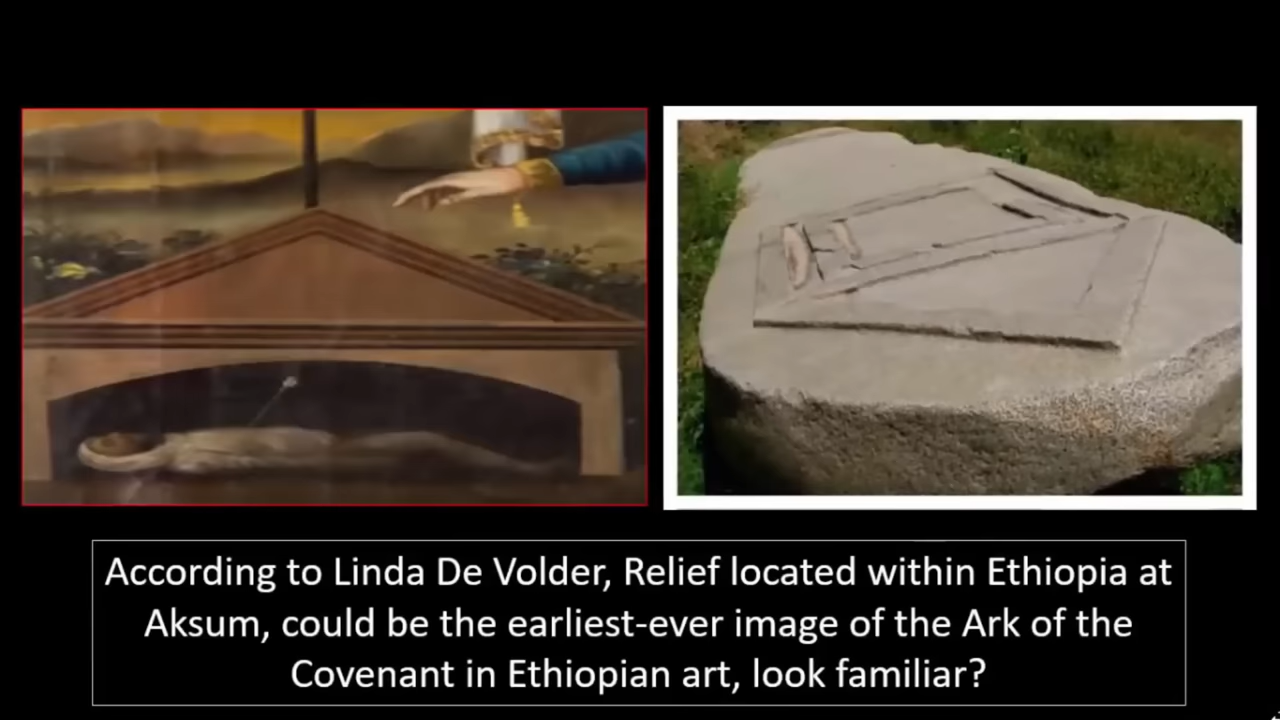 According to Linda De Volder, Relief located within Ethiopia at
Aksum, could be the earliest-ever image of the Ark of the
Covenant in Ethiopian art, look familiar?